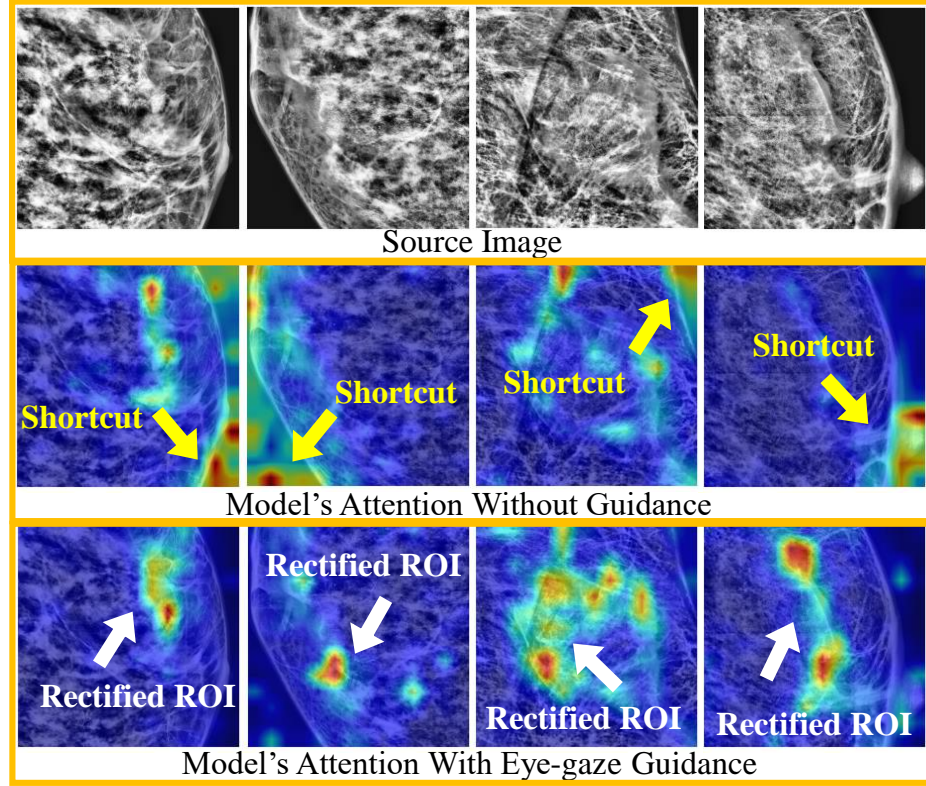 Source Image
Shortcut
Shortcut
Shortcut
Shortcut
Model's Attention Without Guidance
Rectified ROI
Rectified ROI
Rectified ROI
Rectified ROI
Model's Attention With Eye-gaze Guidance